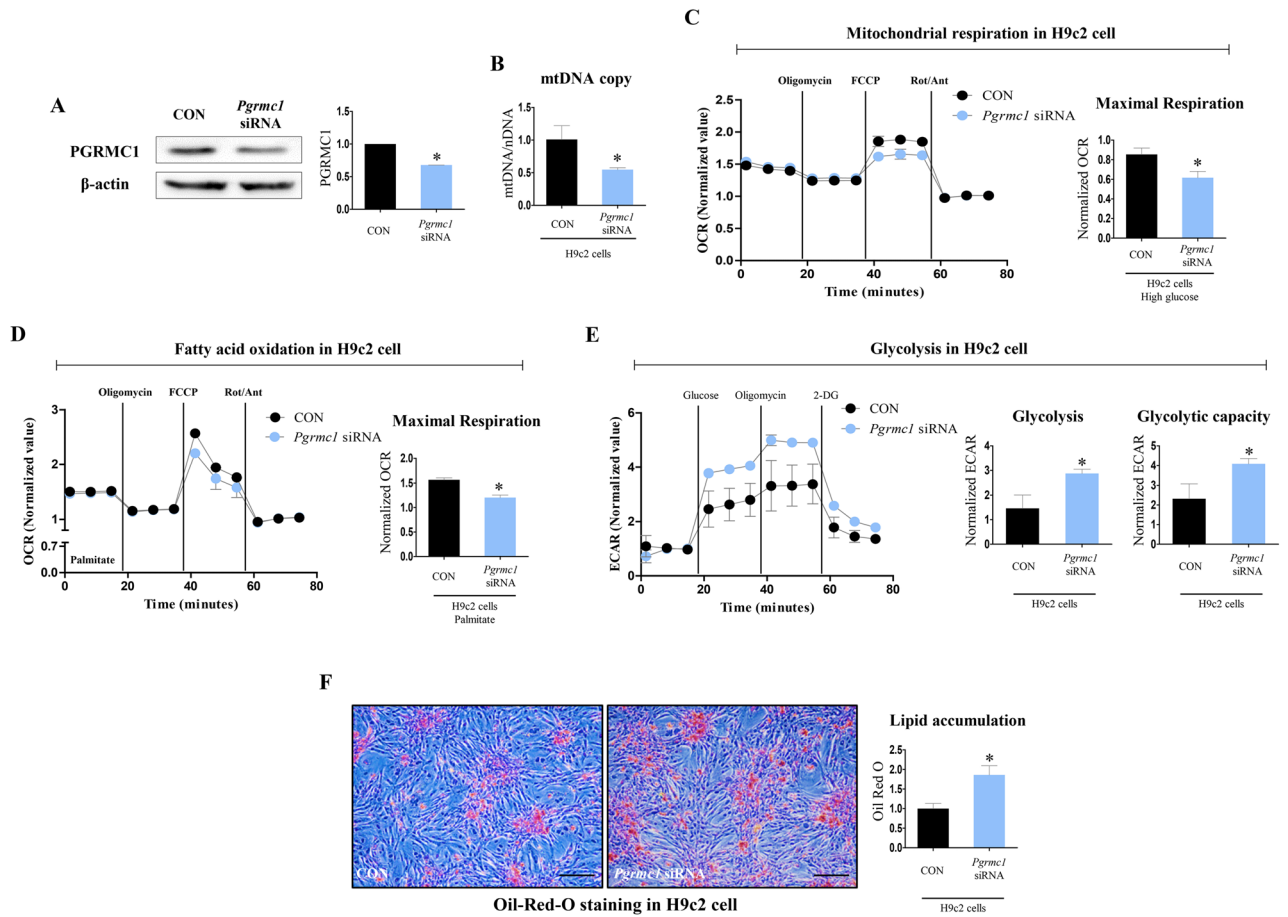 A
CON
Pgrmc1
siRNA
PGRMC1
β-actin
PGRMC1
1.5
1.0
0.5
0.0
*
CON
Pgrmc1
siRNA
B
mtDNA copy
mtDNA/nDNA
1.5
1.0
0.5
0.0
*
CON
Pgrmc1
siRNA
H9c2 cells
C
Mitochondrial respiration in H9c2 cell
Oligomycin
FCCP
Rot/Ant
CON
Pgrmc1 siRNA
OCR (Normalized value)
2.5
2.0
1.5
1.0
0.5
0.0
0
20
40
60
80
Time (minutes)
Maximal Respiration
Normalized OCR
1.0
0.8
0.6
0.4
0.2
0.0
*
CON
Pgrmc1
siRNA
H9c2 cells
High glucose
D
Fatty acid oxidation in H9c2 cell
Oligomycin
FCCP
Rot/Ant
CON
Pgrmc1 siRNA
OCR (Normalized value)
3
2
1
0.7
0.0
Palmitate
0
20
40
60
80
Time (minutes)
Maximal Respiration
Normalized OCR
2.0
1.5
1.0
0.5
0.0
*
CON
Pgrmc1
siRNA
H9c2 cells
Palmitate
E
Glycolysis in H9c2 cell
Glucose
Oligomycin
2-DG
CON
Pgrmc1 siRNA
ECAR (Normalized value)
6
4
2
0
0
20
40
60
80
Time (minutes)
Glycolysis
Normalized ECAR
4
3
2
1
0
*
CON
Pgrmc1
siRNA
H9c2 cells
Glycolytic capacity
Normalized ECAR
5
4
3
2
1
0
*
CON
Pgrmc1
siRNA
H9c2 cells
F
CON
Pgrmc1 siRNA
Oil-Red-O staining in H9c2 cell
Lipid accumulation
Oil Red O
2.5
2.0
1.5
1.0
0.5
0.0
*
CON
Pgrmc1
siRNA
H9c2 cells